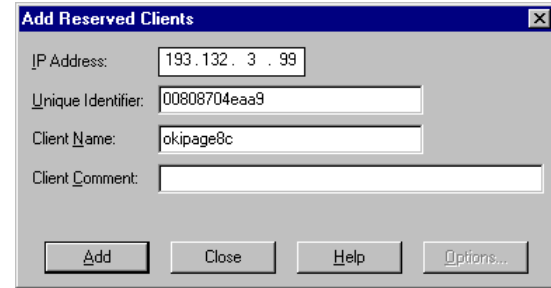 Add Reserved Clients
IP Address: 193.132. 3 . 99
Unique Identifier: 00808704eaa9
Client Name: okipage8c
Client Comment:
Add Close Help Options...